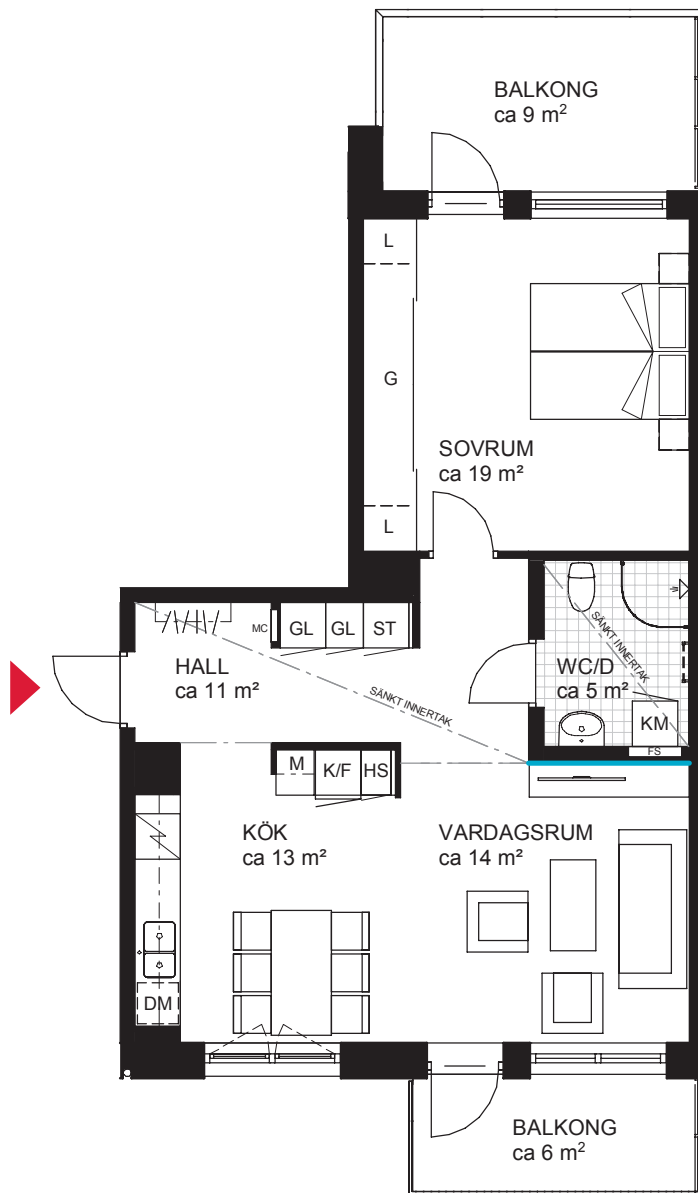 BALKONG
ca 9 m²
L
G
SOVRUM
ca 19 m²
L
MC
GL
GL
ST
HALL
ca 11 m²
SÄNKT INNERTAK
SÄNKT INNERTAK
WC/D
ca 5 m²
KM
FS
M
K/F
HS
KÖK
ca 13 m²
VARDAGSRUM
ca 14 m²
DM
BALKONG
ca 6 m²